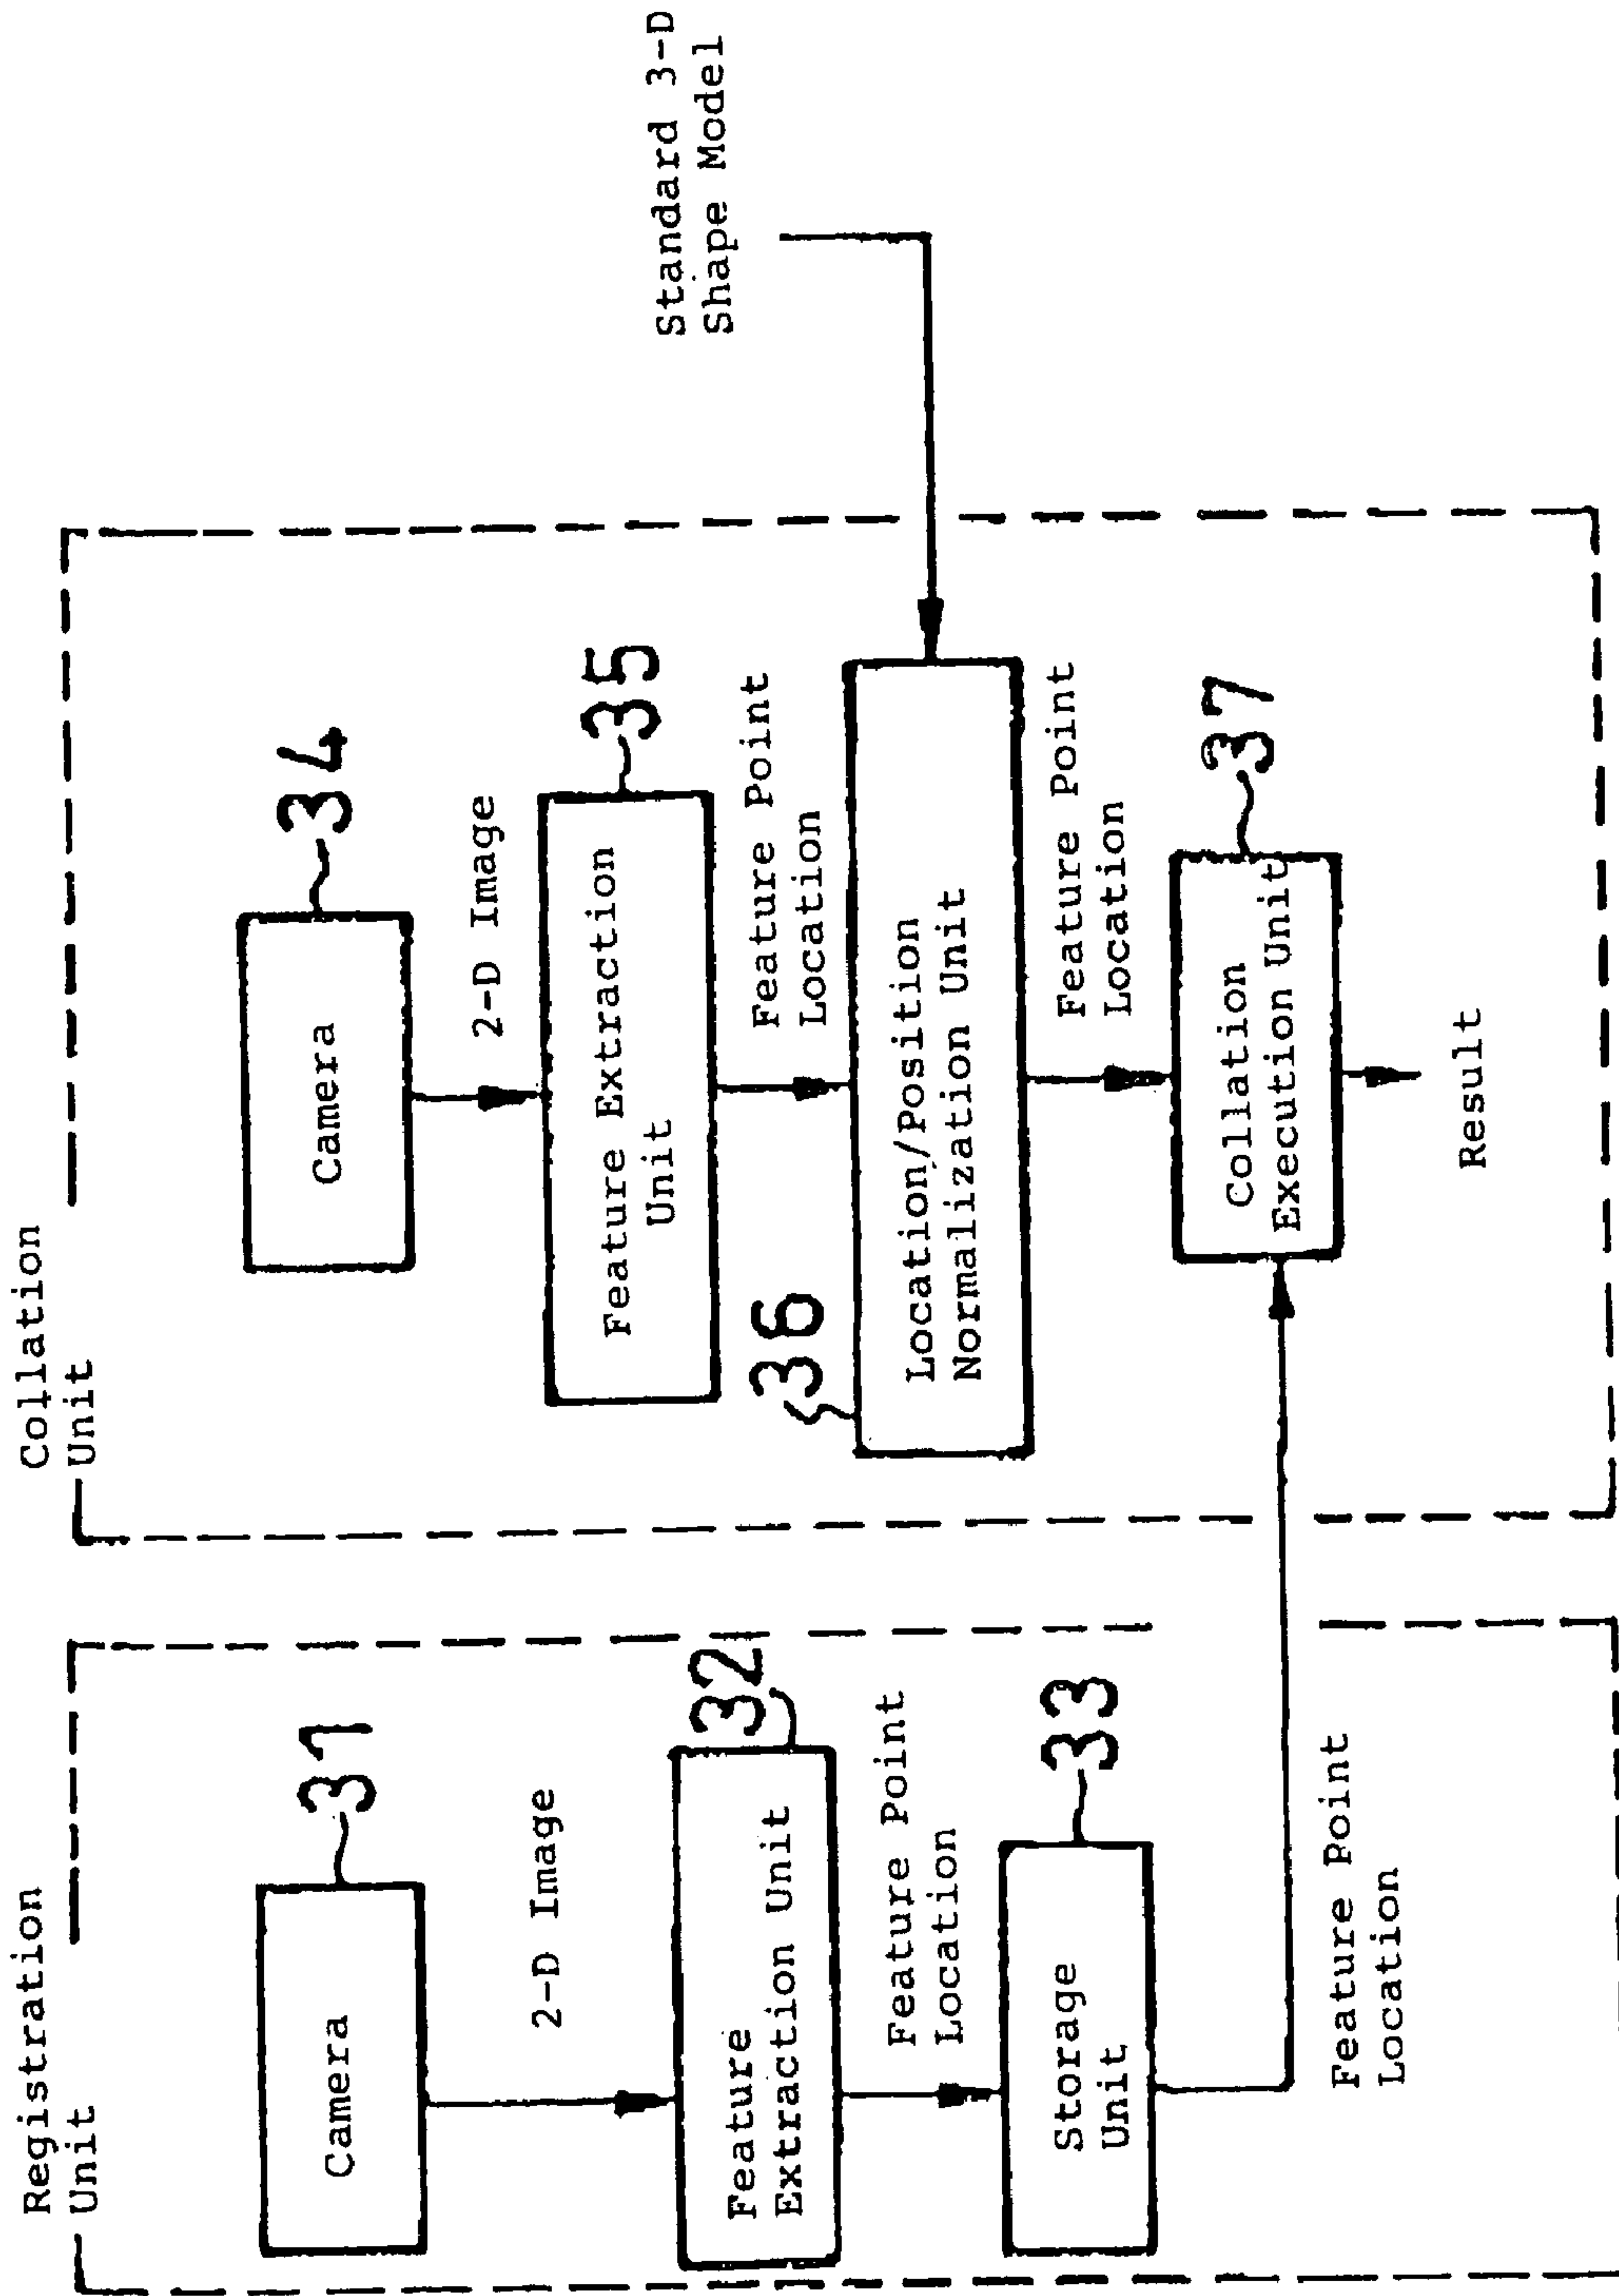 Registration
Unit
Camera
31
2-D Image
Feature
Extraction Unit
32
Feature Point
Location
Storage
Unit
33
Feature Point
Location
Collation
Unit
Camera
34
2-D Image
Feature Extraction
Unit
35
Feature Point
Location
36
Location/Position
Normalization Unit
Standard 3-D
Shape Model
Feature Point
Location
Collation
Execution Unit
37
Result